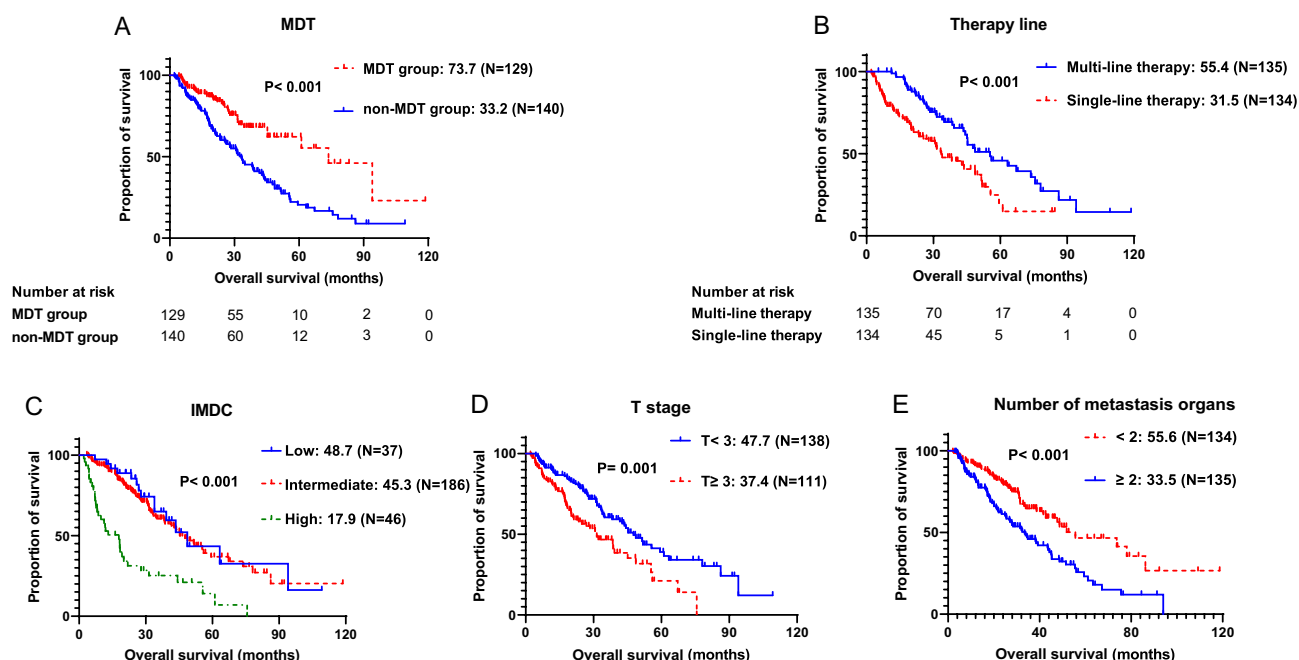 A
MDT
100
50
0
0 30 60 90 120
Proportion of survival
Overall survival (months)
P< 0.001
MDT group: 73.7 (N=129)
non-MDT group: 33.2 (N=140)
Number at risk
MDT group 129 55 10 2 0
non-MDT group 140 60 12 3 0
B
Therapy line
100
50
0
0 30 60 90 120
Proportion of survival
Overall survival (months)
P< 0.001
Multi-line therapy: 55.4 (N=135)
Single-line therapy: 31.5 (N=134)
Number at risk
Multi-line therapy 135 70 17 4 0
Single-line therapy 134 45 5 1 0
C
IMDC
100
50
0
0 30 60 90 120
Proportion of survival
Overall survival (months)
P< 0.001
Low: 48.7 (N=37)
Intermediate: 45.3 (N=186)
High: 17.9 (N=46)
D
T stage
100
50
0
0 30 60 90 120
Proportion of survival
Overall survival (months)
P= 0.001
T< 3: 47.7 (N=138)
T≥ 3: 37.4 (N=111)
E
Number of metastasis organs
100
50
0
0 40 80 120
Proportion of survival
Overall survival (months)
P< 0.001
< 2: 55.6 (N=134)
≥ 2: 33.5 (N=135)